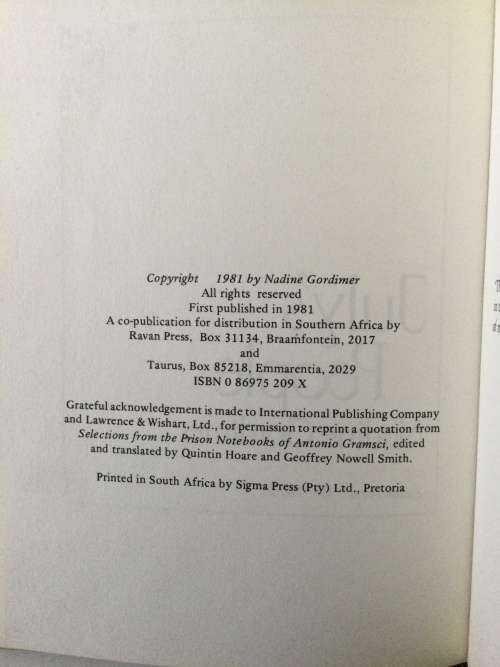 Copyright 1981 by Nadine Gordimer
All rights reserved
First published in 1981
A co-publication for distribution in Southern Africa by
Ravan Press, Box 31134, Braamfontein, 2017
and
Taurus, Box 85218, Emmarentia, 2029
ISBN 0 86975 209 X
Grateful acknowledgement is made to International Publishing Company
and Lawrence & Wishart, Ltd., for permission to reprint a quotation from
Selections from the Prison Notebooks of Antonio Gramsci, edited
and translated by Quintin Hoare and Geoffrey Nowell Smith.
Printed in South Africa by Sigma Press (Pty) Ltd., Pretoria